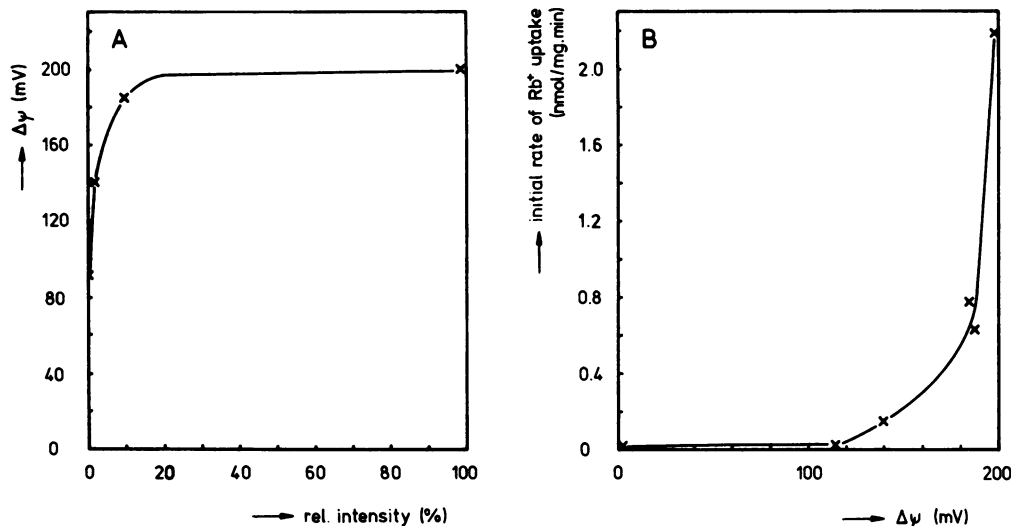 A
200
160
120
80
40
0
⟶ Δψ (mV)
0 20 40 60 80 100
⟶ rel. intensity (%)
B
2.0
1.6
1.2
0.8
0.4
0
⟶ initial rate of Rb⁺ uptake
(nmol/mg.min)
0 100 200
⟶ Δψ (mV)